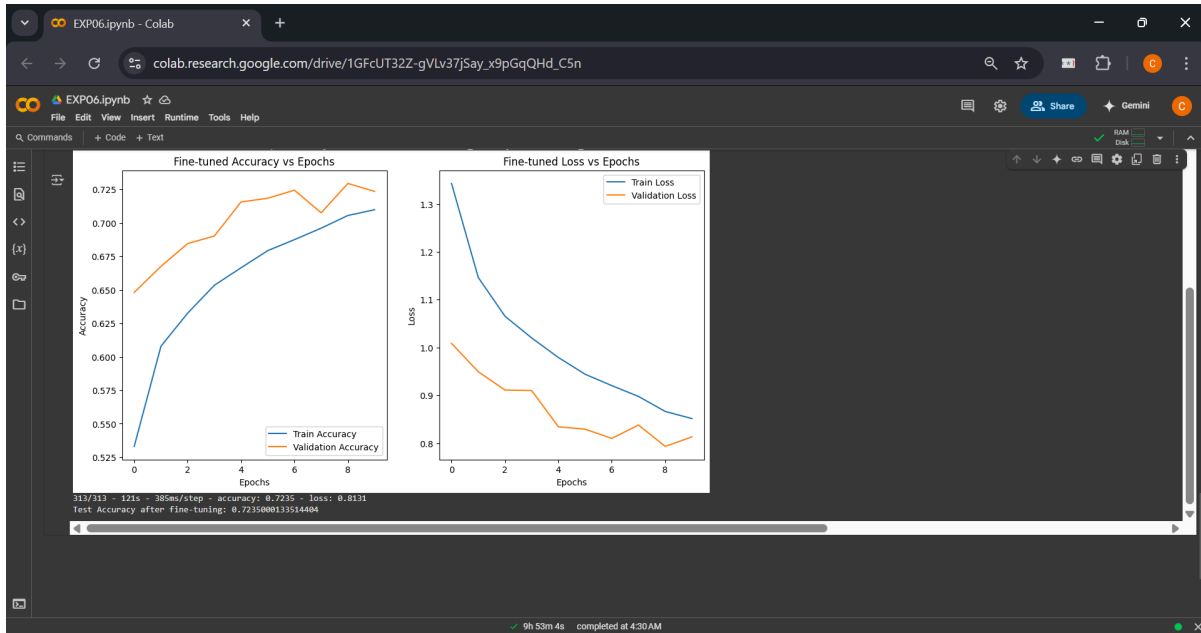 EXP06.ipynb - Colab
colab.research.google.com/drive/1GFcUT32Z-gVLv37jSay_x9pGqQHd_C5n
C
EXP06.ipynb
File Edit View Insert Runtime Tools Help
Share
Gemini
C
Commands + Code + Text
RAM
Disk
Fine-tuned Accuracy vs Epochs
0.725
0.700
0.675
0.650
0.625
0.600
0.575
0.550
0.525
Accuracy
Train Accuracy
Validation Accuracy
0 2 4 6 8
Epochs
Fine-tuned Loss vs Epochs
Train Loss
Validation Loss
1.3
1.2
1.1
1.0
0.9
0.8
Loss
0 2 4 6 8
Epochs
313/313 - 121s - 385ms/step - accuracy: 0.7235 - loss: 0.8131
Test Accuracy after fine-tuning: 0.7235000133514404
9h 53m 4s completed at 4:30 AM